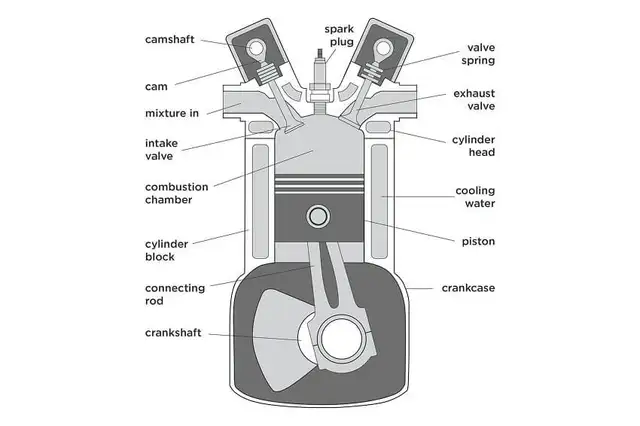 camshaft
cam
mixture in
intake
valve
combustion
chamber
cylinder
block
connecting
rod
crankshaft
spark
plug
valve
spring
exhaust
valve
cylinder
head
cooling
water
piston
crankcase